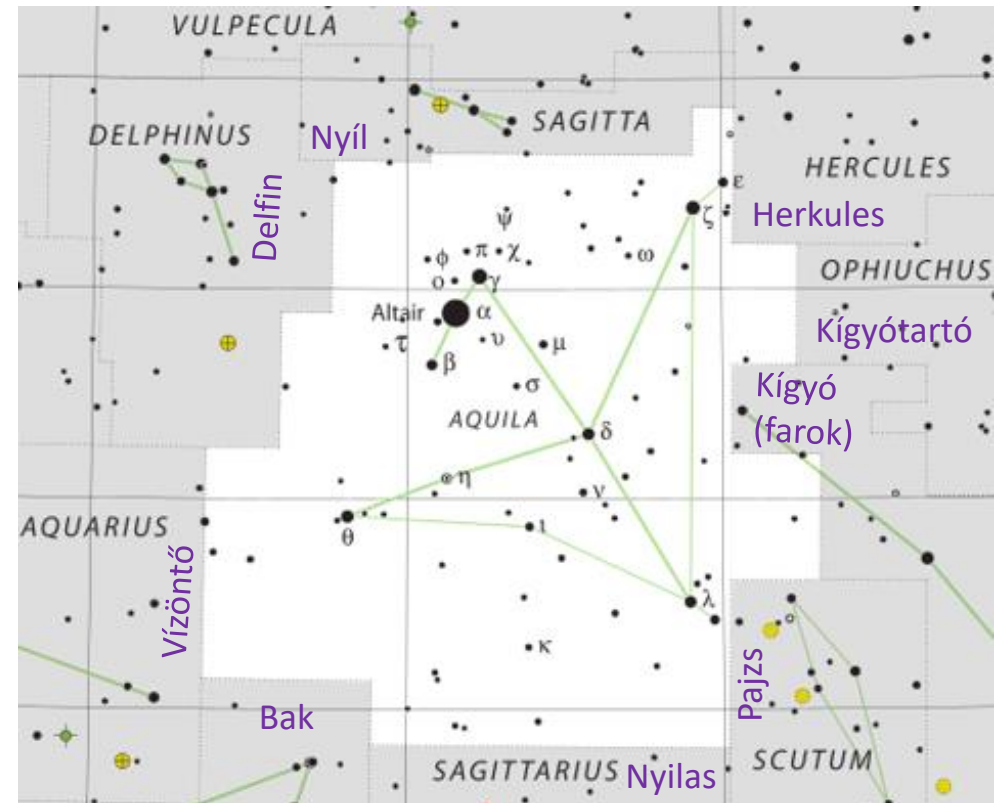 VULPECULA
DELPHINUS
Nyíl
SAGITTA
HERCULES
Delfin
ε
ζ
Herkules
ψ
φ π χ
ω
ο γ
OPHIUCHUS
Altair α
τ υ μ
Kígyótartó
β
σ
Kígyó
(farok)
AQUILA
δ
η
ν
AQUARIUS
θ
ι
Vízöntő
λ
κ
Pajzs
Bak
SCUTUM
SAGITTARIUS Nyilas